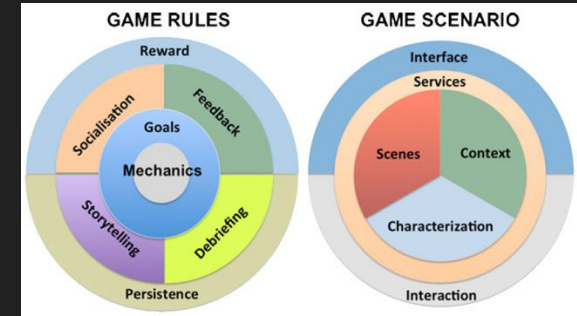 GAME RULES
Reward
Socialisation
Feedback
Goals
Mechanics
Storytelling
Debriefing
Persistence
GAME SCENARIO
Interface
Services
Scenes
Context
Characterization
Interaction